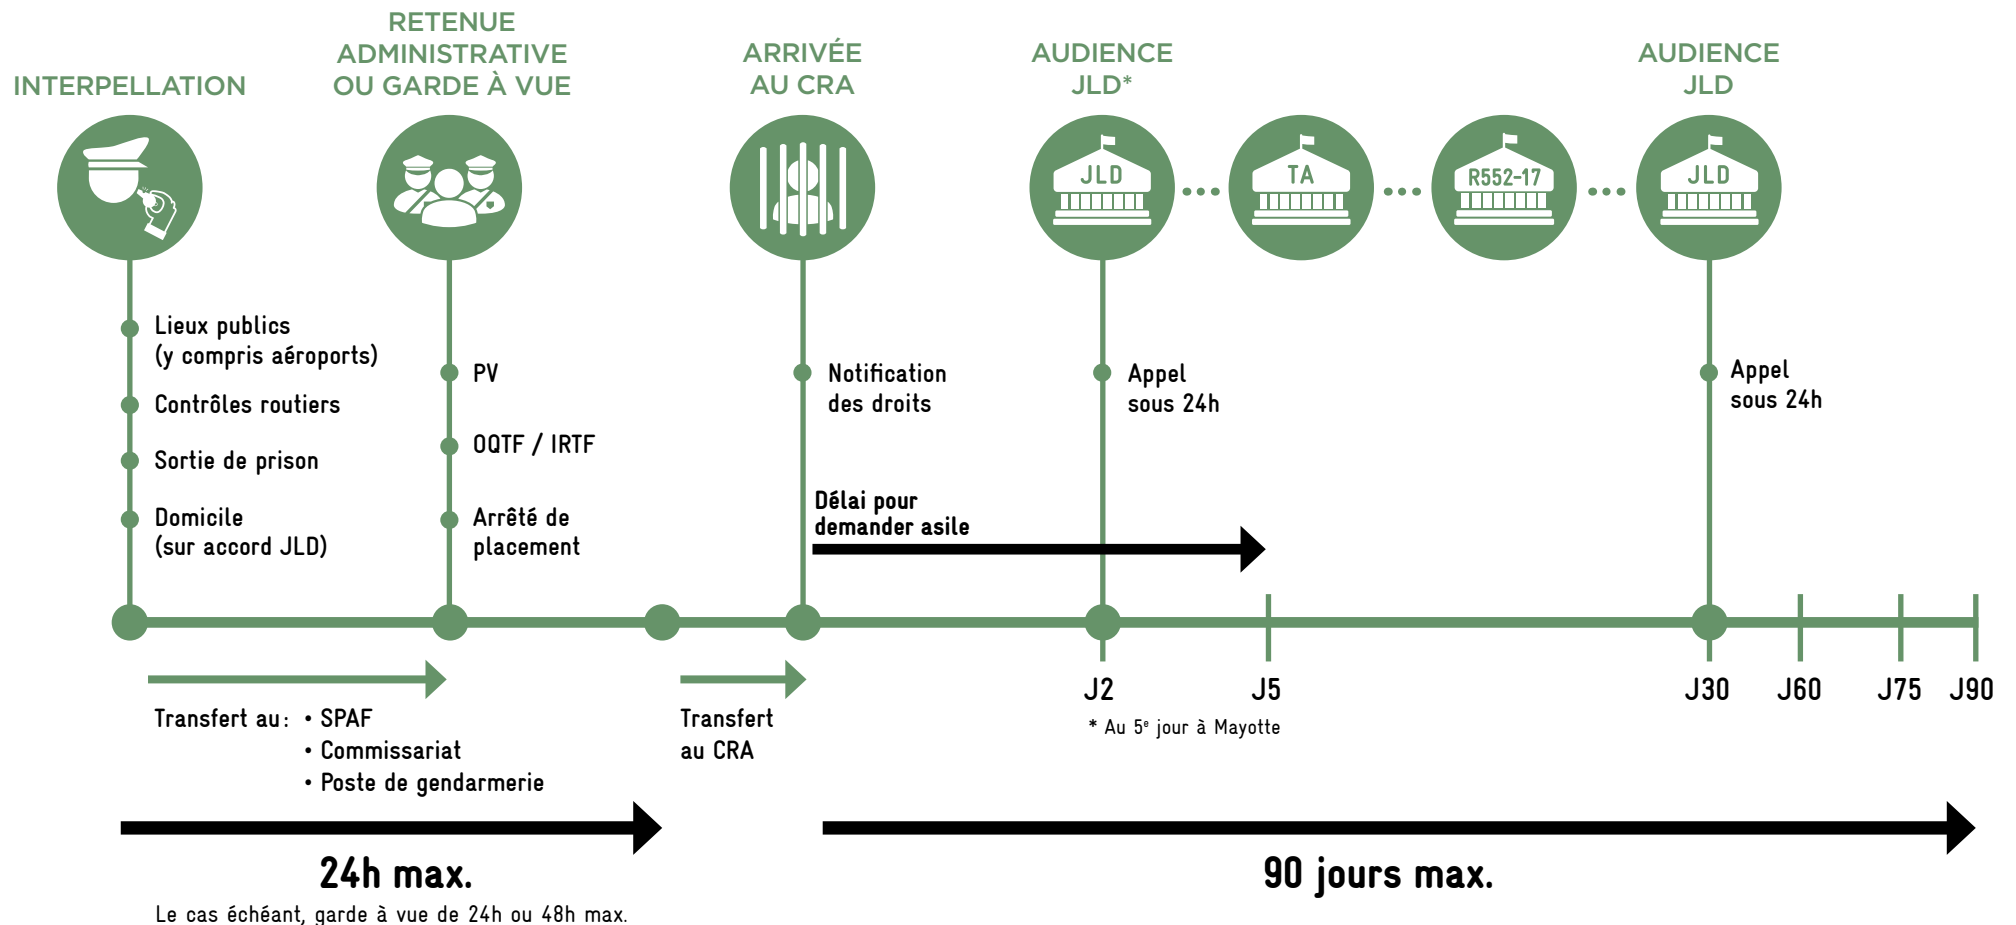 INTERPELLATION
RETENUE
ADMINISTRATIVE
OU GARDE À VUE
ARRIVÉE
AU CRA
AUDIENCE
JLD*
AUDIENCE
JLD
JLD
TA
R552-17
JLD
Lieux publics
(y compris aéroports)
Contrôles routiers
Sortie de prison
Domicile
(sur accord JLD)
PV
OQTF / IRTF
Arrêté de
placement
Notification
des droits
Délai pour
demander asile
Appel
sous 24h
Appel
sous 24h
J2
J5
J30
J60
J75
J90
* Au 5e jour à Mayotte
Transfert au : • SPAF
• Commissariat
• Poste de gendarmerie
Transfert
au CRA
24h max.
Le cas échéant, garde à vue de 24h ou 48h max.
90 jours max.